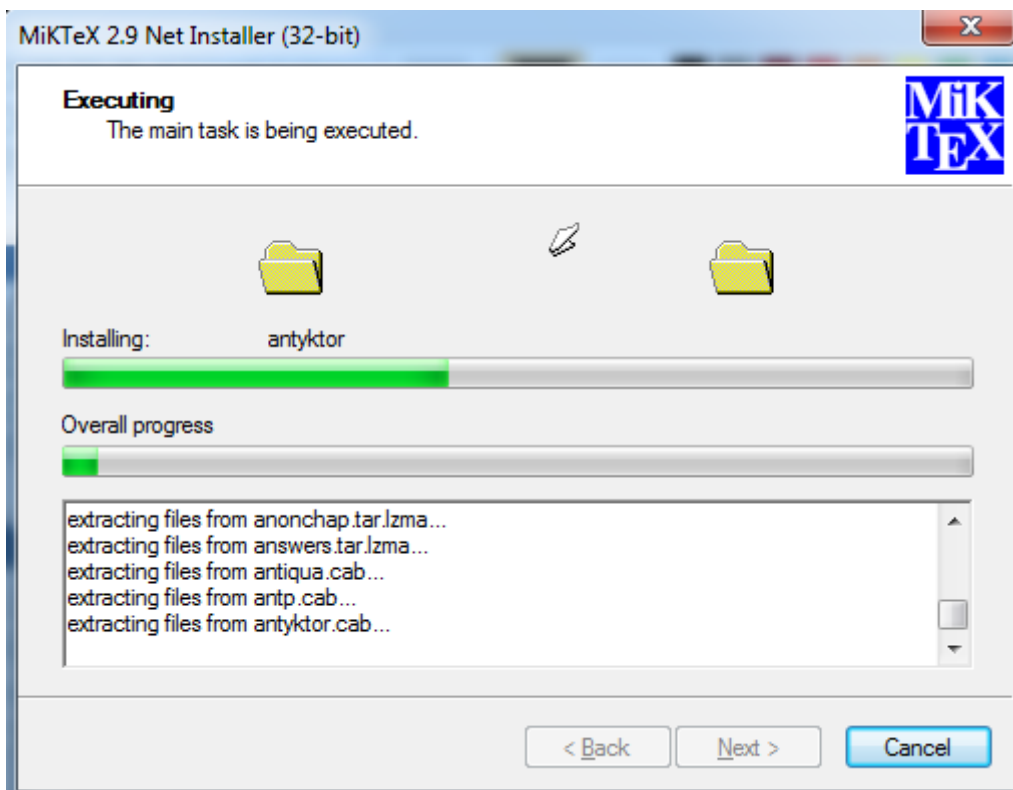 MiKTeX 2.9 Net Installer (32-bit)
Executing
The main task is being executed.
MiK
TEX
Installing: antyktor
Overall progress
extracting files from anonchap.tar.lzma...
extracting files from answers.tar.lzma...
extracting files from antiqua.cab...
extracting files from antp.cab...
extracting files from antyktor.cab...
< Back Next > Cancel